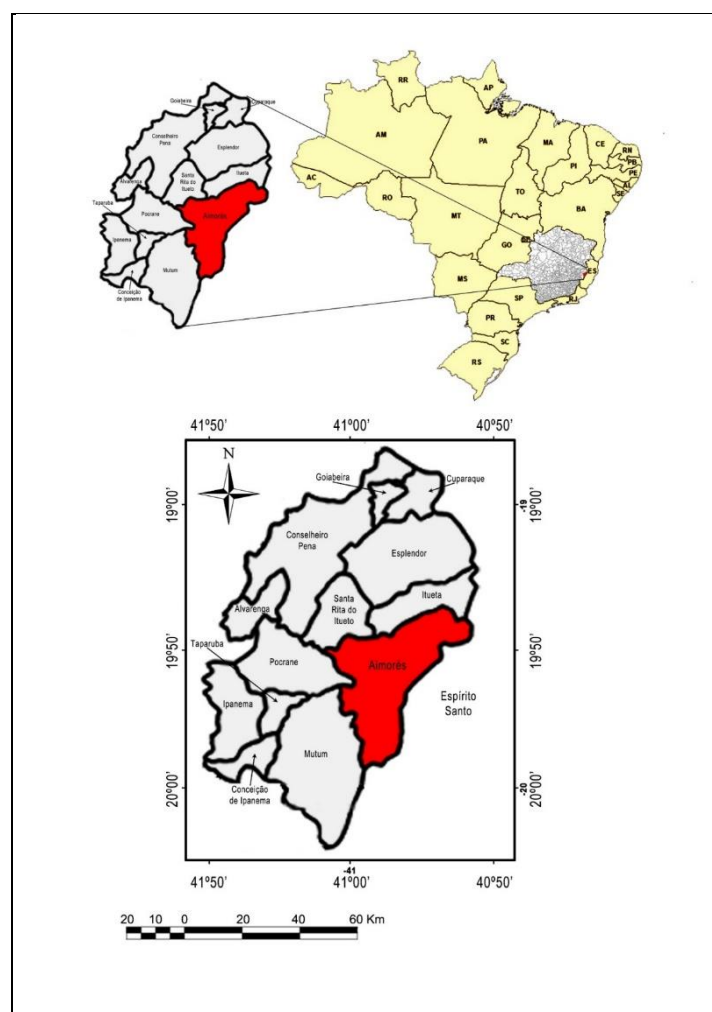 Goiabeira
Cuparaque
Conselheiro
Pena
Esplendor
Alvarenga
Santa
Rita do
Itueto
Itueta
Taparuba
Pocrane
Aimorés
Ipanema
Mutum
Conceição
de Ipanema
RR
AP
AM
PA
MA
CE
RN
PB
PE
AL
SE
PI
AC
RO
TO
BA
MT
GO
MS
ES
SP
RJ
PR
SC
RS
41º50'
41º00'
40º50'
N
Goiabeira
Cuparaque
19º00'
-19
19º00'
Conselheiro
Pena
Esplendor
Itueta
Alvarenga
Santa
Rita do
Itueto
19º50'
19º50'
Taparuba
Pocrane
Aimorés
Ipanema
Espírito
Santo
Mutum
Conceição
de Ipanema
20º00'
-20
20º00'
-41
41º50'
41º00'
40º50'
20 10 0 20 40 60 Km